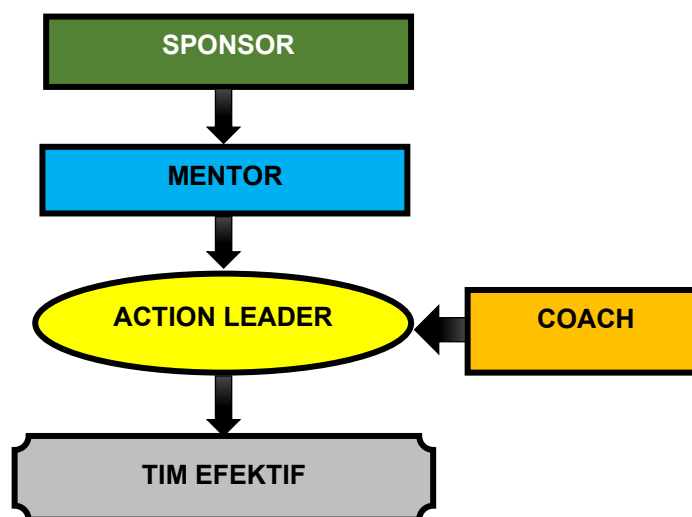 SPONSOR
MENTOR
ACTION LEADER
COACH
TIM EFEKTIF